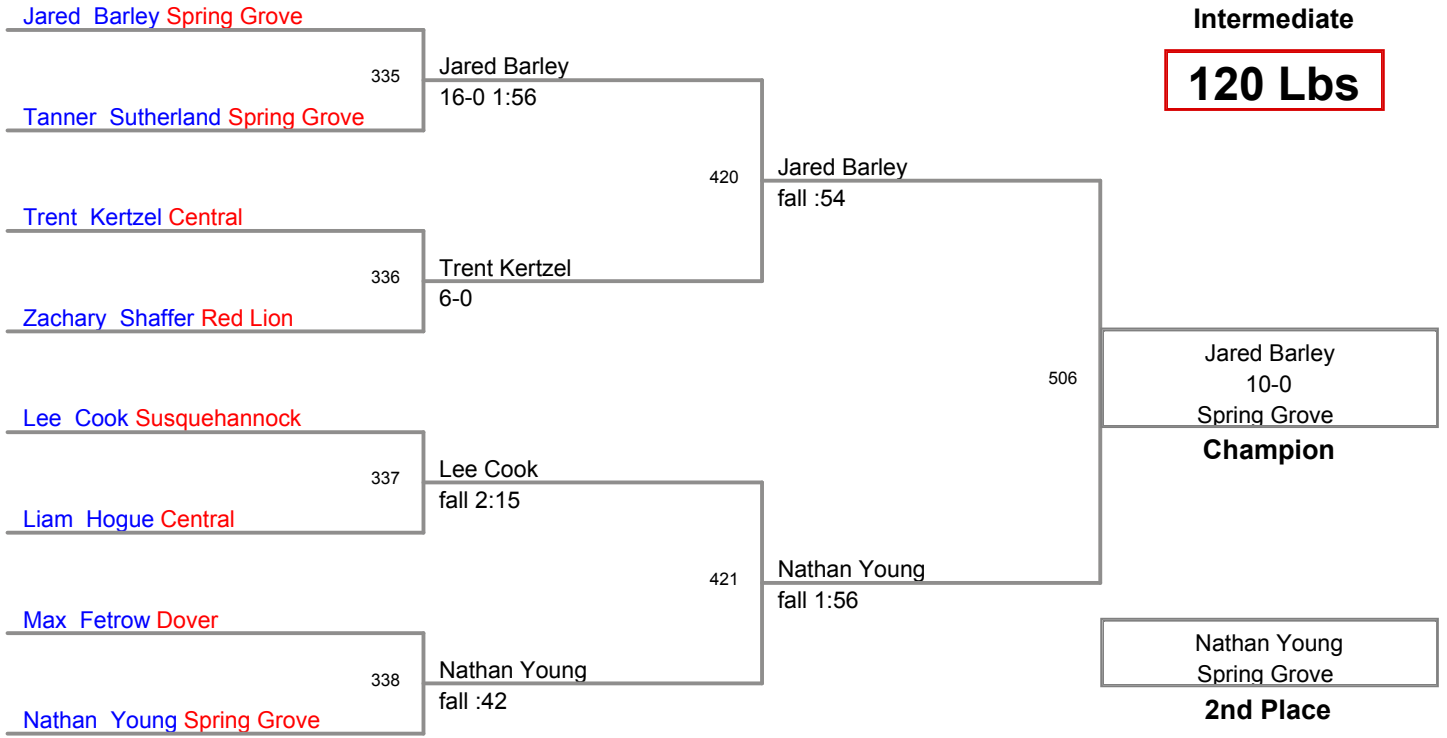 Jared Barley Spring Grove
Intermediate
335
Jared Barley
16-0 1:56
120 Lbs
Tanner Sutherland Spring Grove
420
Jared Barley
fall :54
Trent Kertzel Central
336
Trent Kertzel
6-0
Zachary Shaffer Red Lion
506
Jared Barley
10-0
Spring Grove
Champion
Lee Cook Susquehannock
337
Lee Cook
fall 2:15
Liam Hogue Central
421
Nathan Young
fall 1:56
Max Fetrow Dover
338
Nathan Young
fall :42
Nathan Young Spring Grove
Nathan Young
Spring Grove
2nd Place